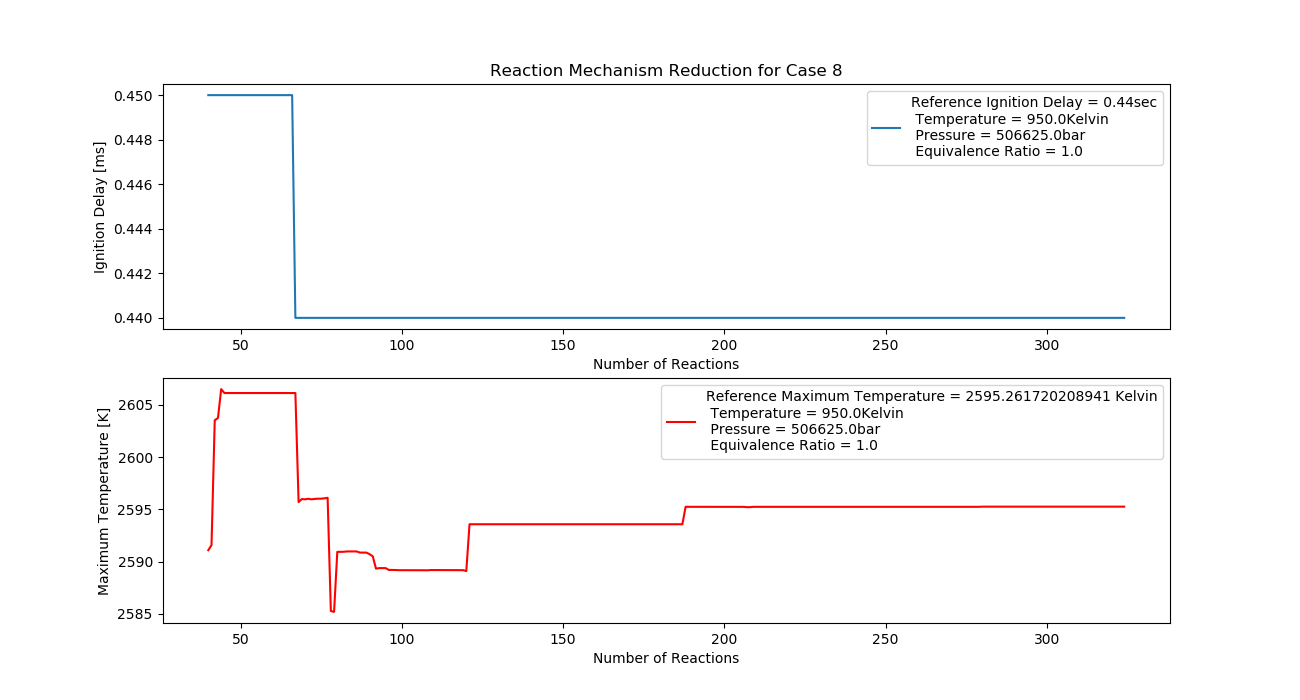 Reaction Mechanism Reduction for Case 8
Ignition Delay [ms]
0.450
0.448
0.446
0.444
0.442
0.440
Reference Ignition Delay = 0.44sec
Temperature = 950.0Kelvin
Pressure = 506625.0bar
Equivalence Ratio = 1.0
50 100 150 200 250 300
Number of Reactions
Maximum Temperature [K]
2605
2600
2595
2590
2585
Reference Maximum Temperature = 2595.261720208941 Kelvin
Temperature = 950.0Kelvin
Pressure = 506625.0bar
Equivalence Ratio = 1.0
50 100 150 200 250 300
Number of Reactions